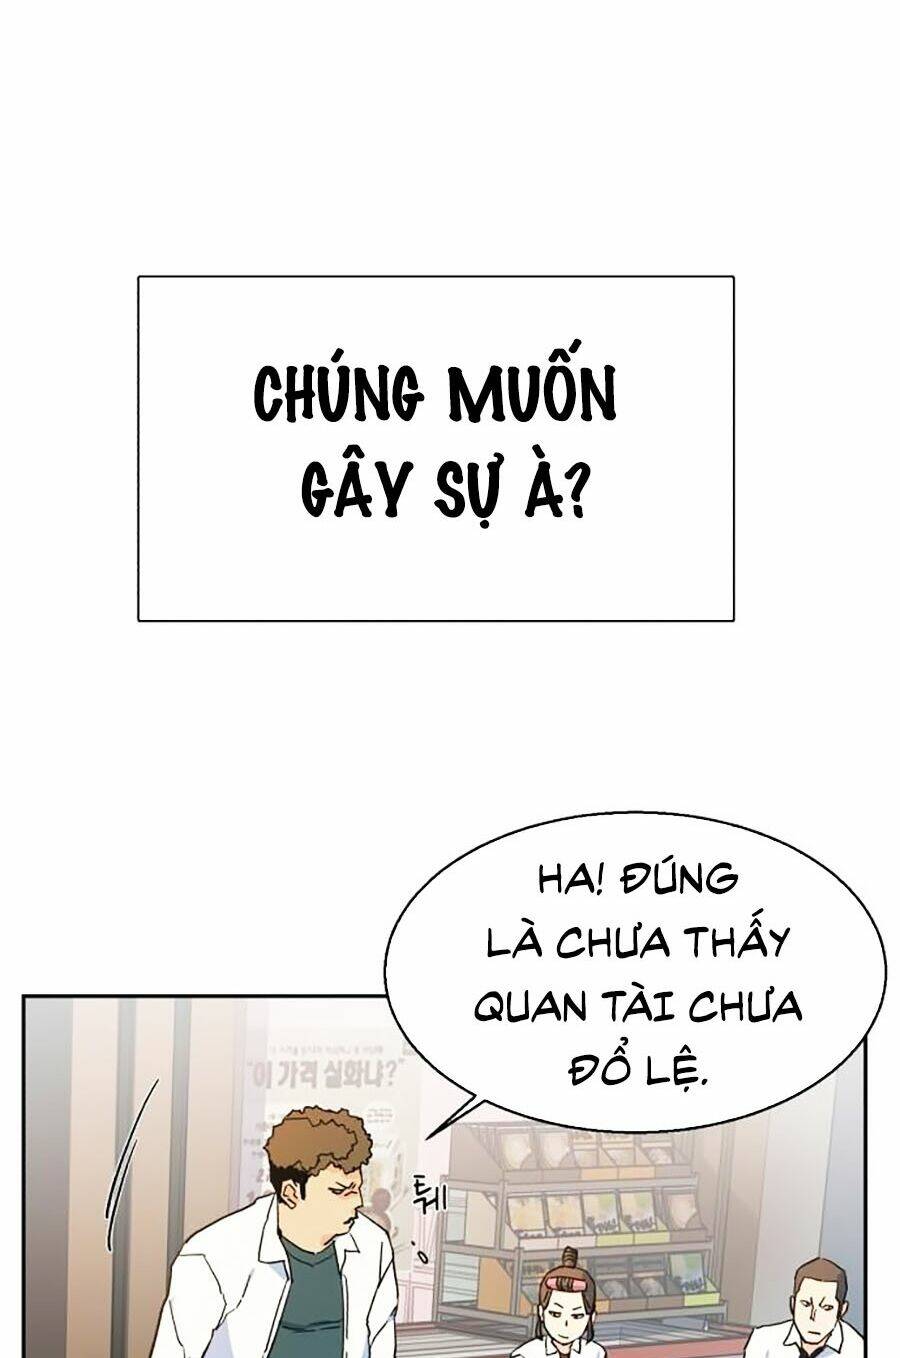 CHÚNG MUỐN
GÂY SỰ À?
HA! ĐÚNG
LÀ CHƯA THẤY
QUAN TÀI CHƯA
ĐỔ LỆ.
"이 가격 실화냐?"
퉤